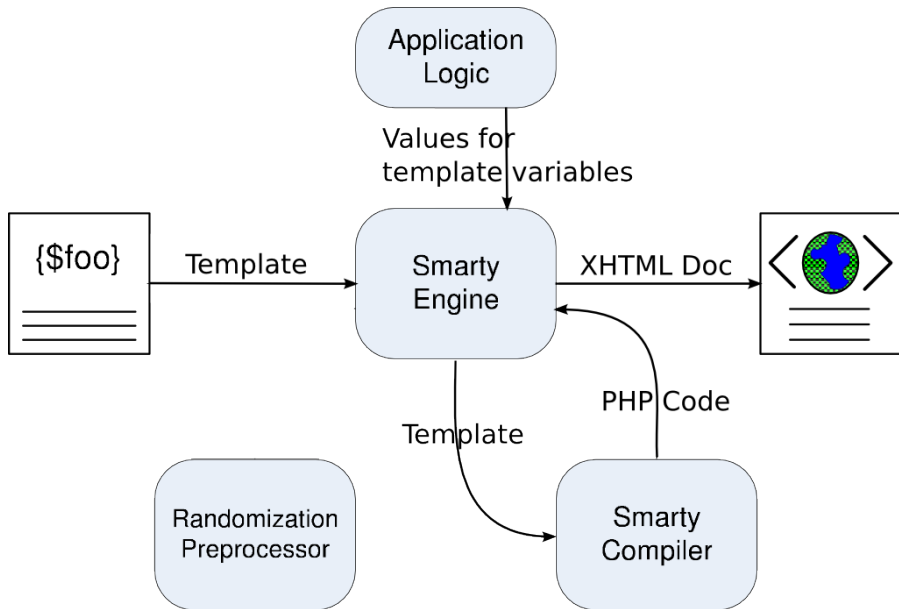 Application
Logic
Values for
template variables
{$foo}
Template
Smarty
Engine
XHTML Doc
PHP Code
Template
Randomization
Preprocessor
Smarty
Compiler